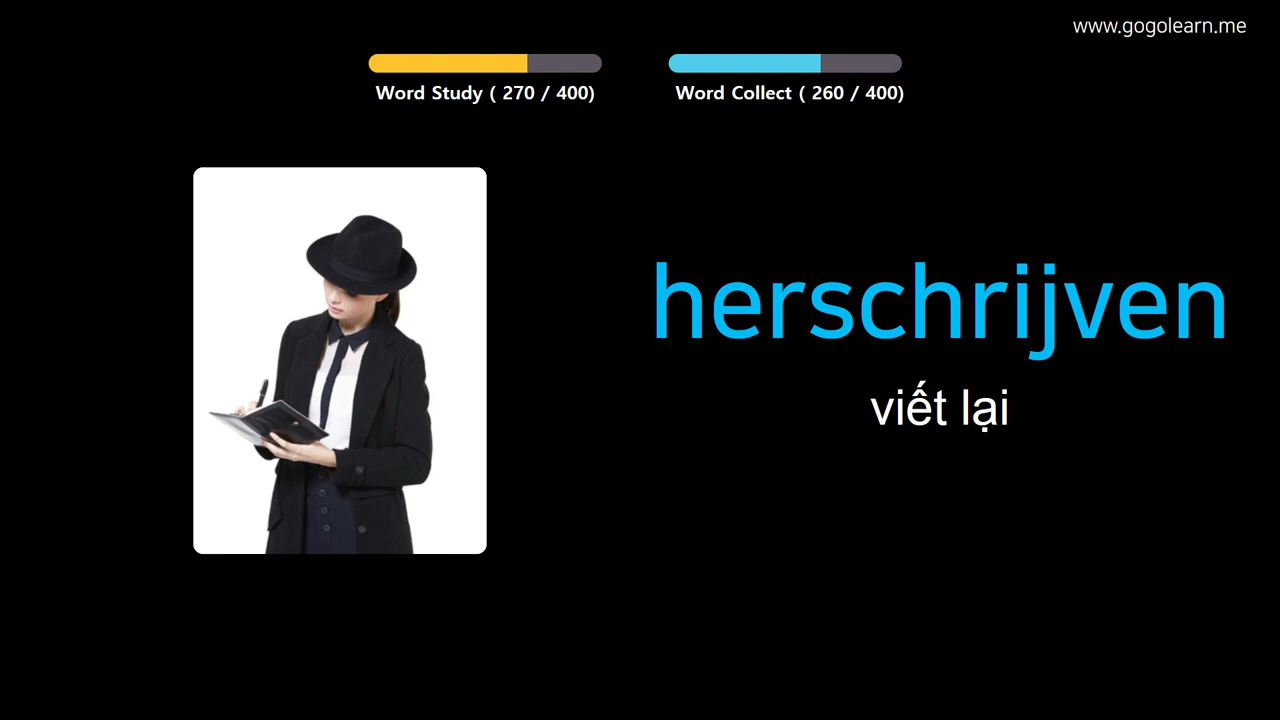 www.gogolearn.me
Word Study ( 270 / 400)
Word Collect ( 260 / 400)
herschrijven
viết lại